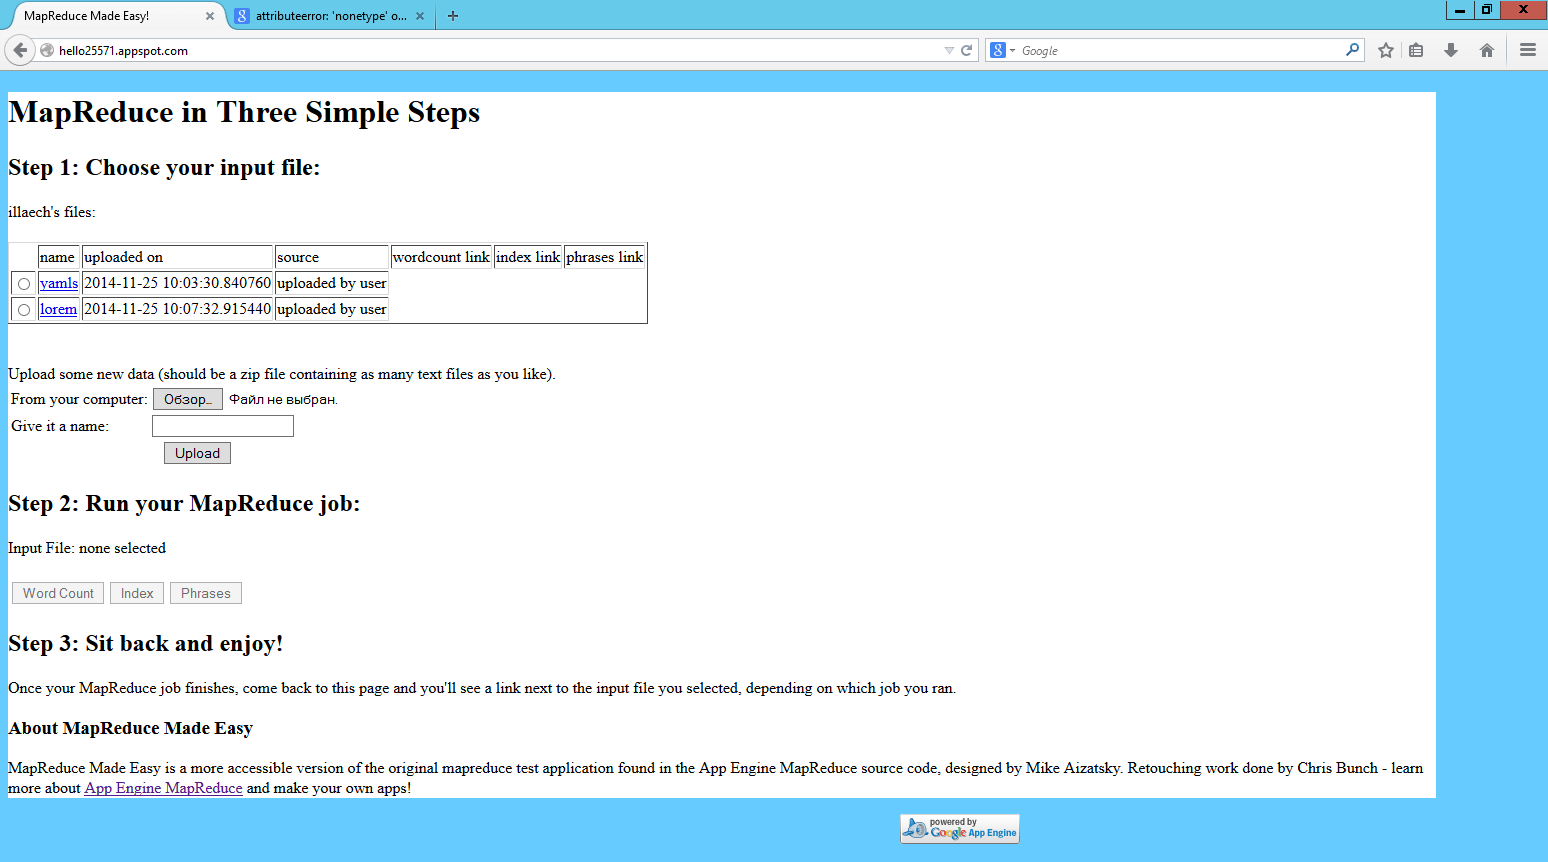 MapReduce Made Easy!
attributeerror: 'nonetype' o...
hello25571.appspot.com
Google
MapReduce in Three Simple Steps
Step 1: Choose your input file:
illaech's files:
name uploaded on source wordcount link index link phrases link
yamls 2014-11-25 10:03:30.840760 uploaded by user
lorem 2014-11-25 10:07:32.915440 uploaded by user
Upload some new data (should be a zip file containing as many text files as you like).
From your computer: Обзор... Файл не выбран.
Give it a name:
Upload
Step 2: Run your MapReduce job:
Input File: none selected
Word Count Index Phrases
Step 3: Sit back and enjoy!
Once your MapReduce job finishes, come back to this page and you'll see a link next to the input file you selected, depending on which job you ran.
About MapReduce Made Easy
MapReduce Made Easy is a more accessible version of the original mapreduce test application found in the App Engine MapReduce source code, designed by Mike Aizatsky. Retouching work done by Chris Bunch - learn
more about App Engine MapReduce and make your own apps!
powered by
Google App Engine